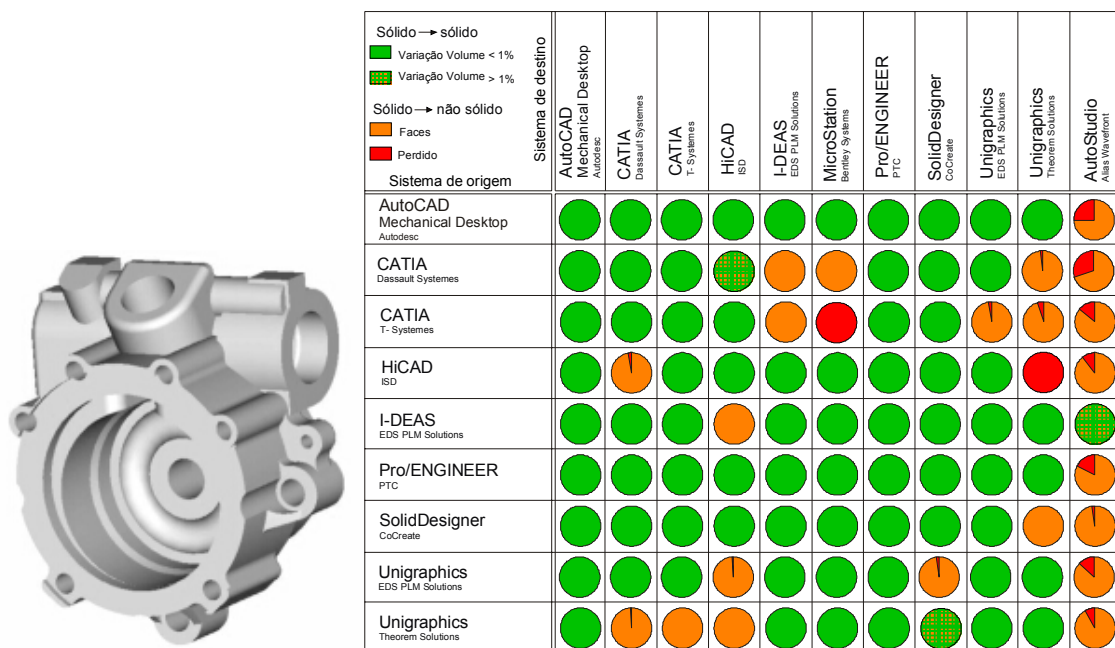 Sólido → sólido
Variação Volume < 1%
Variação Volume > 1%
Sólido → não sólido
Faces
Perdido
Sistema de origem
Sistema de destino
AutoCAD
Mechanical Desktop
Autodesc
CATIA
Dassault Systemes
CATIA
T- Systemes
HiCAD
ISD
I-DEAS
EDS PLM Solutions
MicroStation
Bentley Systems
Pro/ENGINEER
PTC
SolidDesigner
CoCreate
Unigraphics
EDS PLM Solutions
Unigraphics
Theorem Solutions
AutoStudio
Alias Wavefront
AutoCAD
Mechanical Desktop
Autodesc
CATIA
Dassault Systemes
CATIA
T- Systemes
HiCAD
ISD
I-DEAS
EDS PLM Solutions
Pro/ENGINEER
PTC
SolidDesigner
CoCreate
Unigraphics
EDS PLM Solutions
Unigraphics
Theorem Solutions